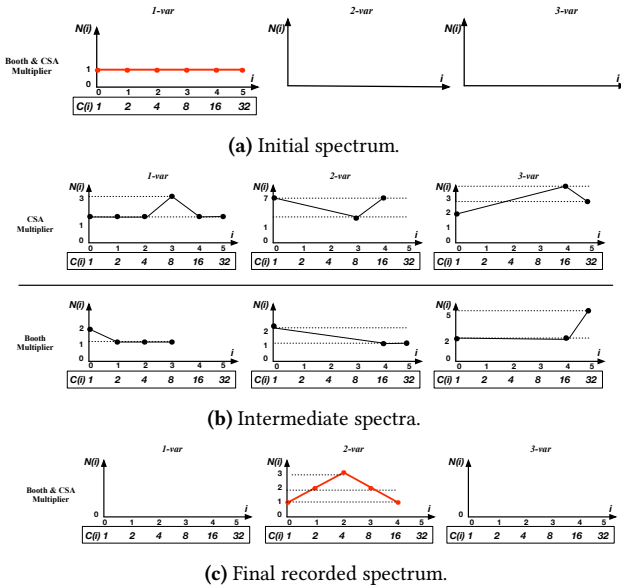 1-var 2-var 3-var
N(i) N(i) N(i)
Booth & CSA
Multiplier
1
0 1 2 3 4 5 i i i
C(i) 1 2 4 8 16 32
(a) Initial spectrum.
1-var 2-var 3-var
N(i) N(i) N(i)
CSA
Multiplier
3 7 3
2
1 1
0 0 0
0 1 2 3 4 5 i 0 1 2 3 4 5 i 0 1 2 3 4 5 i
C(i) 1 2 4 8 16 32 C(i) 1 2 4 8 16 32 C(i) 1 2 4 8 16 32
N(i) N(i) N(i)
Booth
Multiplier
2 2 5
1 1 2
0 0 0
0 1 2 3 4 5 i 0 1 2 3 4 5 i 0 1 2 3 4 5 i
C(i) 1 2 4 8 16 32 C(i) 1 2 4 8 16 32 C(i) 1 2 4 8 16 32
(b) Intermediate spectra.
1-var 2-var 3-var
N(i) N(i) N(i)
Booth & CSA
Multiplier
3
2
1
0 0 0
0 1 2 3 4 5 i 0 1 2 3 4 5 i 0 1 2 3 4 5 i
C(i) 1 2 4 8 16 32 C(i) 1 2 4 8 16 32 C(i) 1 2 4 8 16 32
(c) Final recorded spectrum.